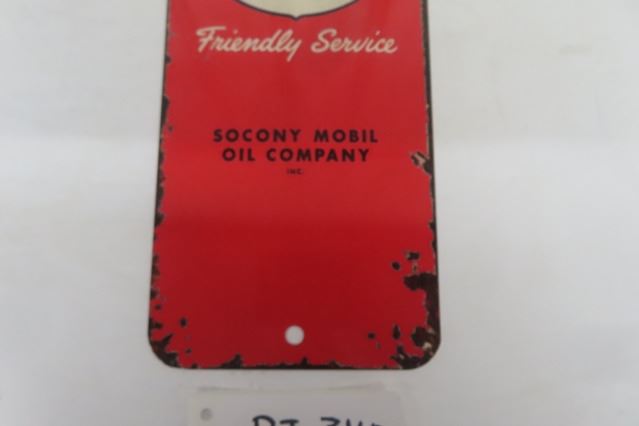 Friendly Service
SOCONY MOBIL
OIL COMPANY
INC.